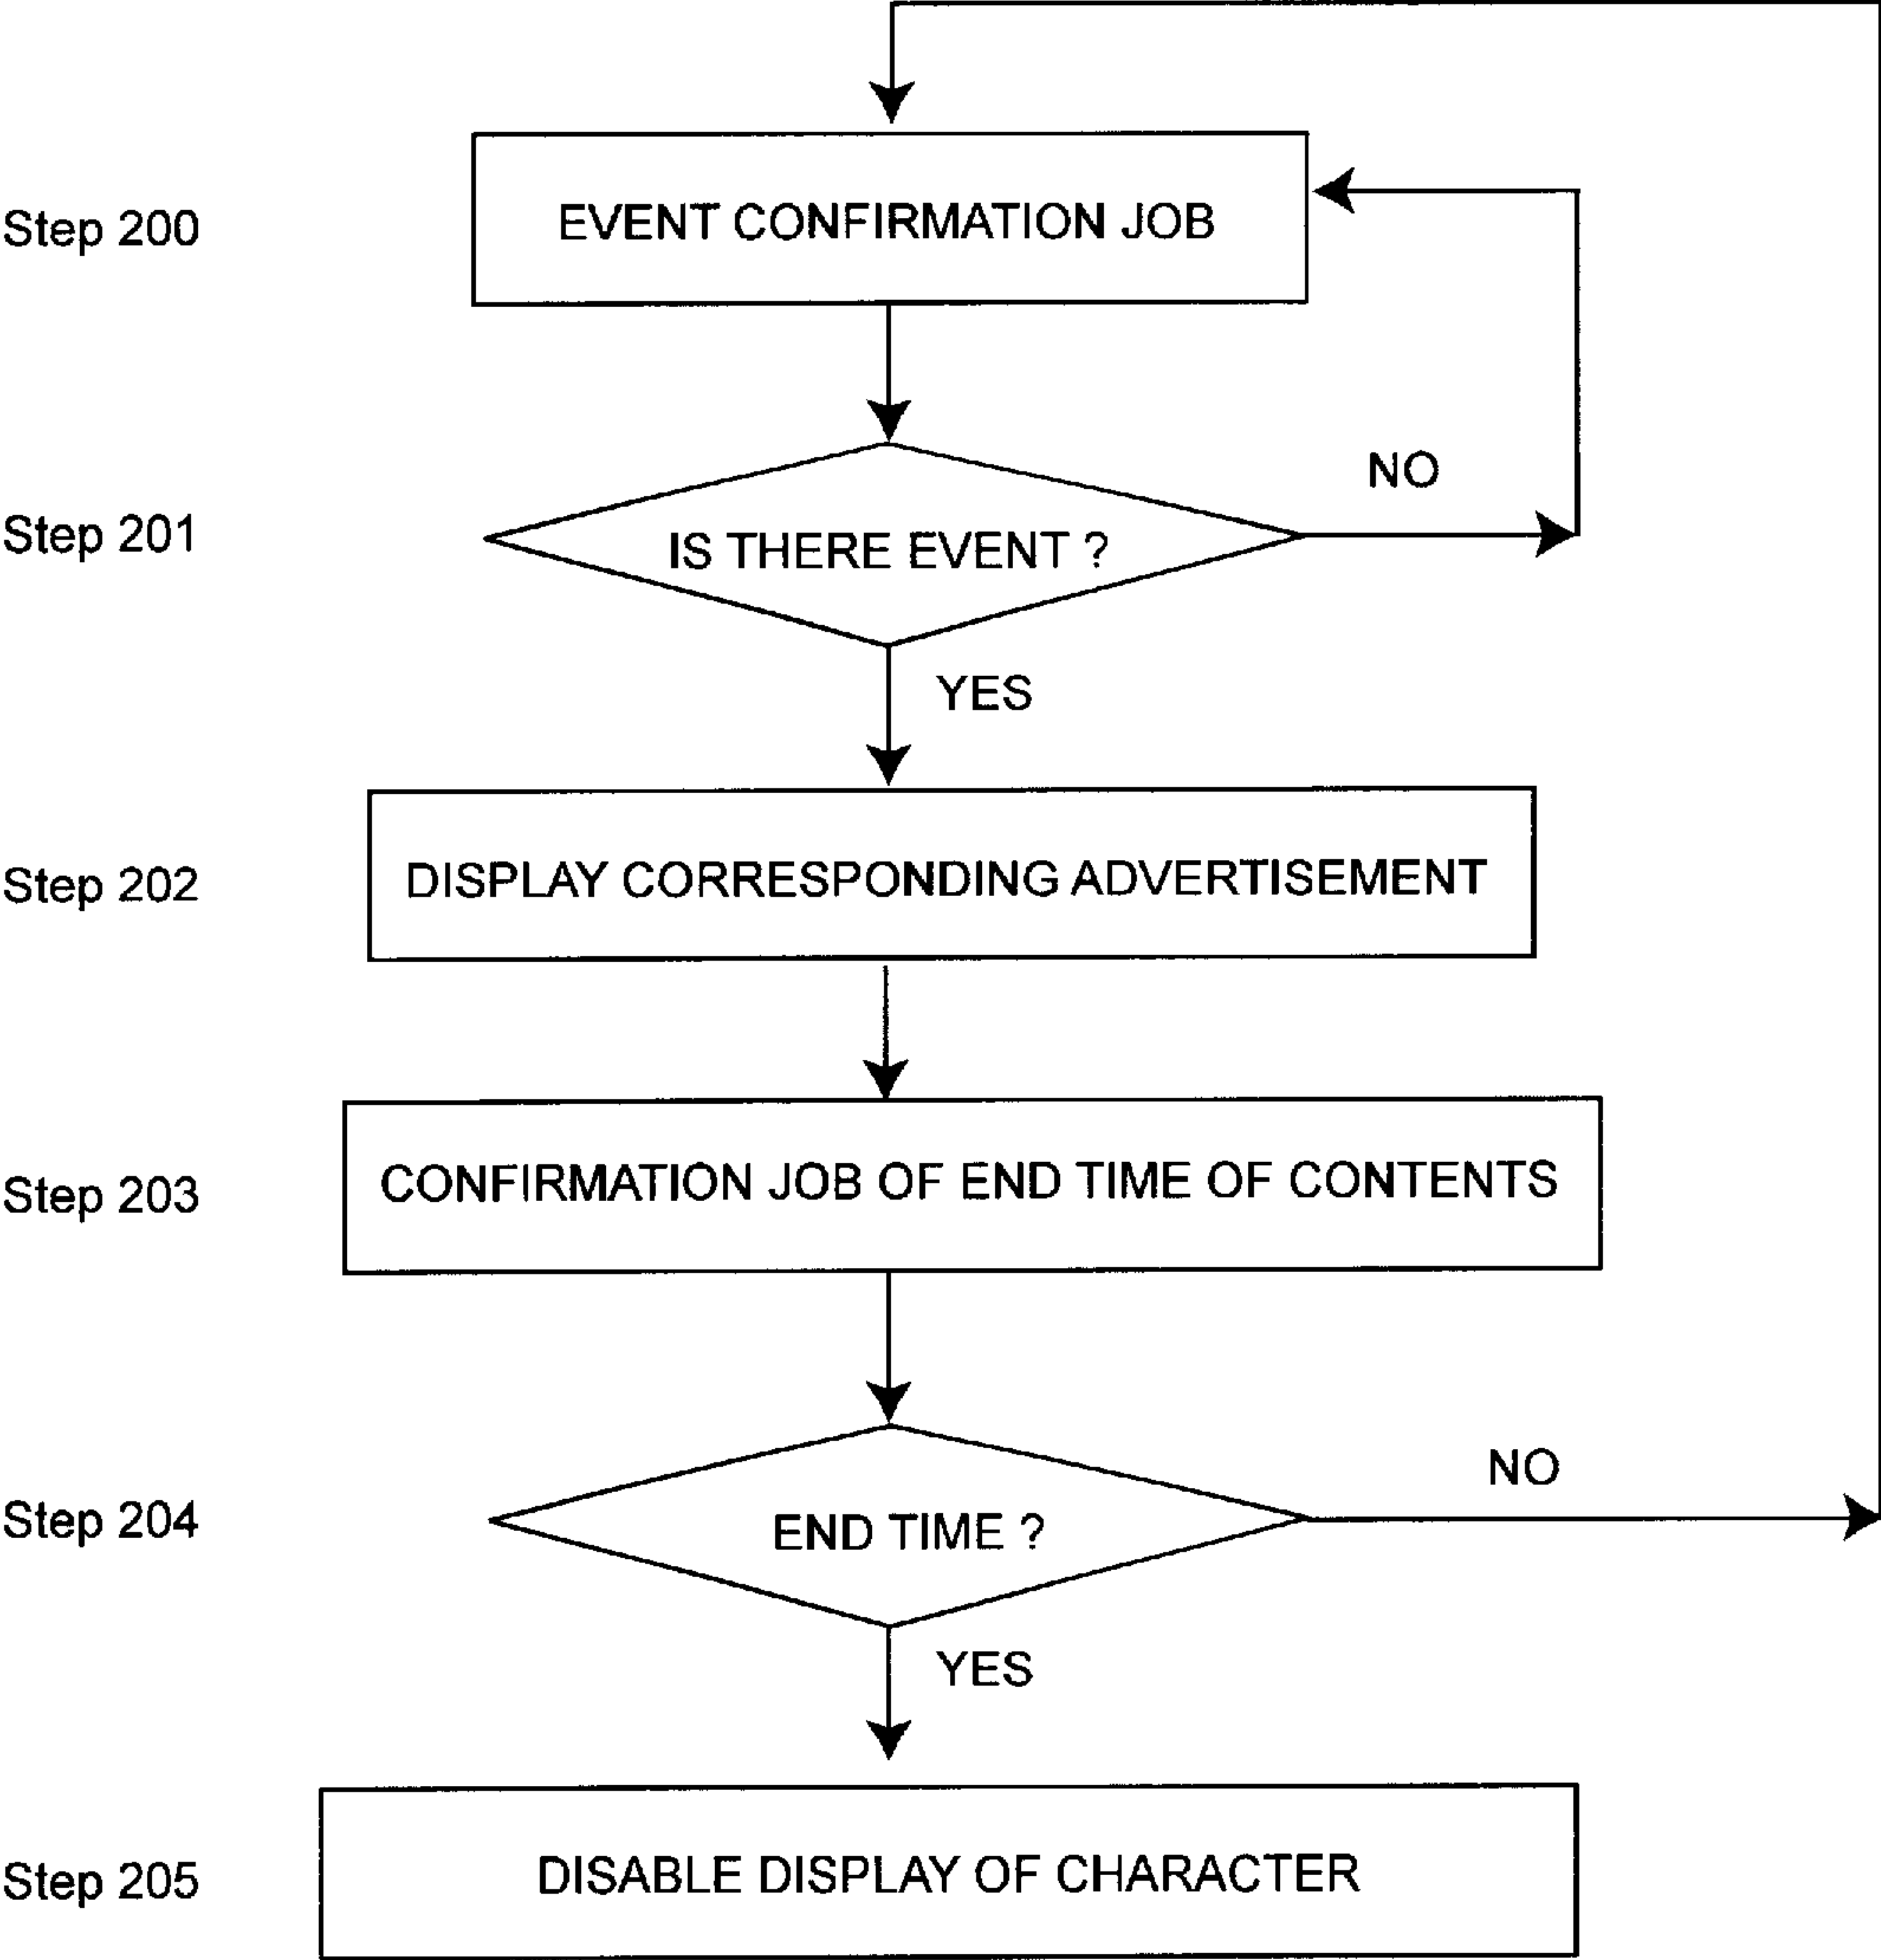 Step 200
EVENT CONFIRMATION JOB
Step 201
IS THERE EVENT ?
NO
YES
Step 202
DISPLAY CORRESPONDING ADVERTISEMENT
Step 203
CONFIRMATION JOB OF END TIME OF CONTENTS
Step 204
END TIME ?
NO
YES
Step 205
DISABLE DISPLAY OF CHARACTER